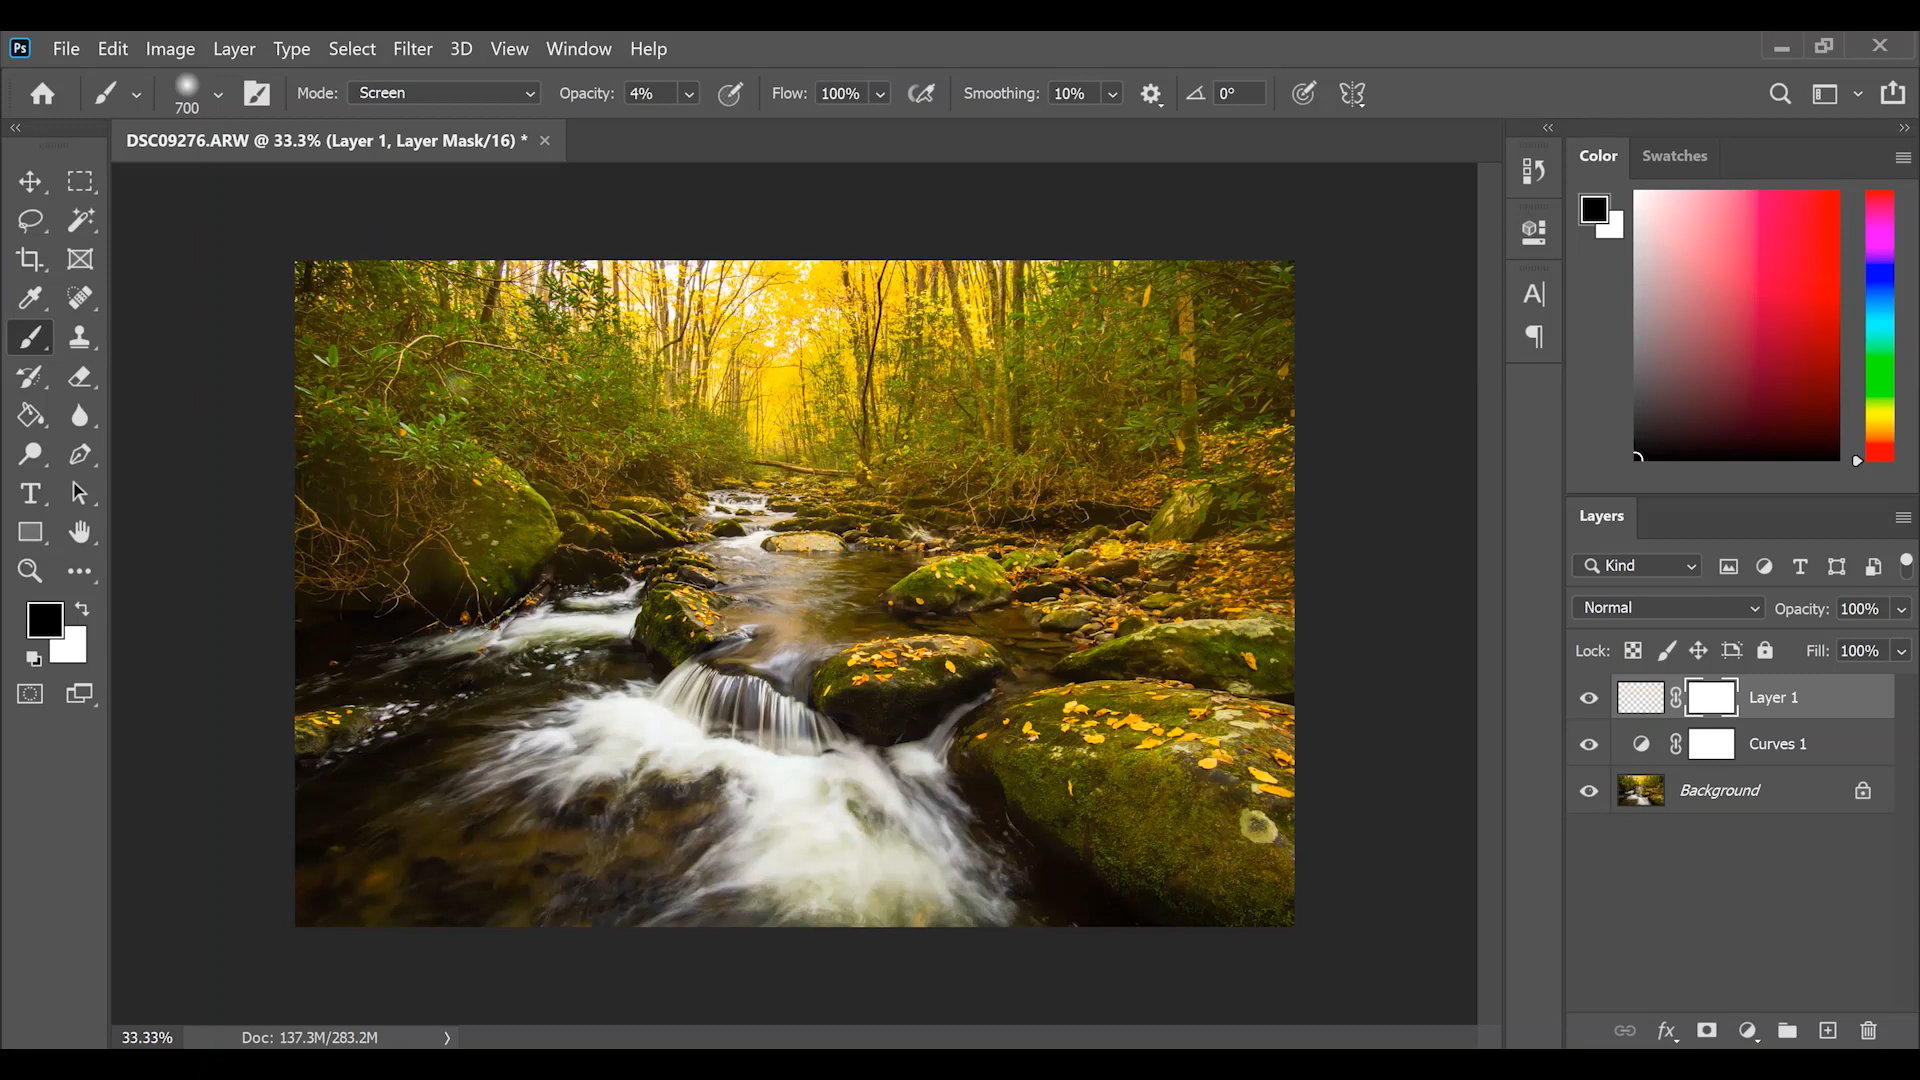 Ps File Edit Image Layer Type Select Filter 3D View Window Help
700 Mode: Screen Opacity: 4% Flow: 100% Smoothing: 10% 0°
DSC09276.ARW @ 33.3% (Layer 1, Layer Mask/16) * ×
Color Swatches
Layers
Kind
Normal Opacity: 100%
Lock: Fill: 100%
Layer 1
Curves 1
Background
33.33% Doc: 137.3M/283.2M